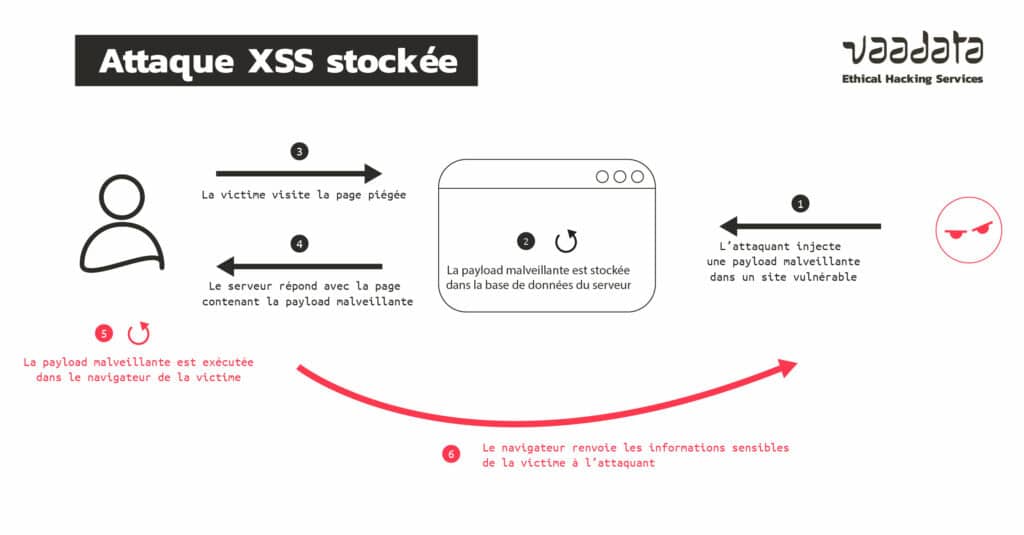 Attaque XSS stockée
vaadata
Ethical Hacking Services
3
La victime visite la page piégée
4
Le serveur répond avec la page
contenant la payload malveillante
2
La payload malveillante est stockée
dans la base de données du serveur
1
L'attaquant injecte
une payload malveillante
dans un site vulnérable
5
La payload malveillante est exécutée
dans le navigateur de la victime
6
Le navigateur renvoie les informations sensibles
de la victime à l'attaquant